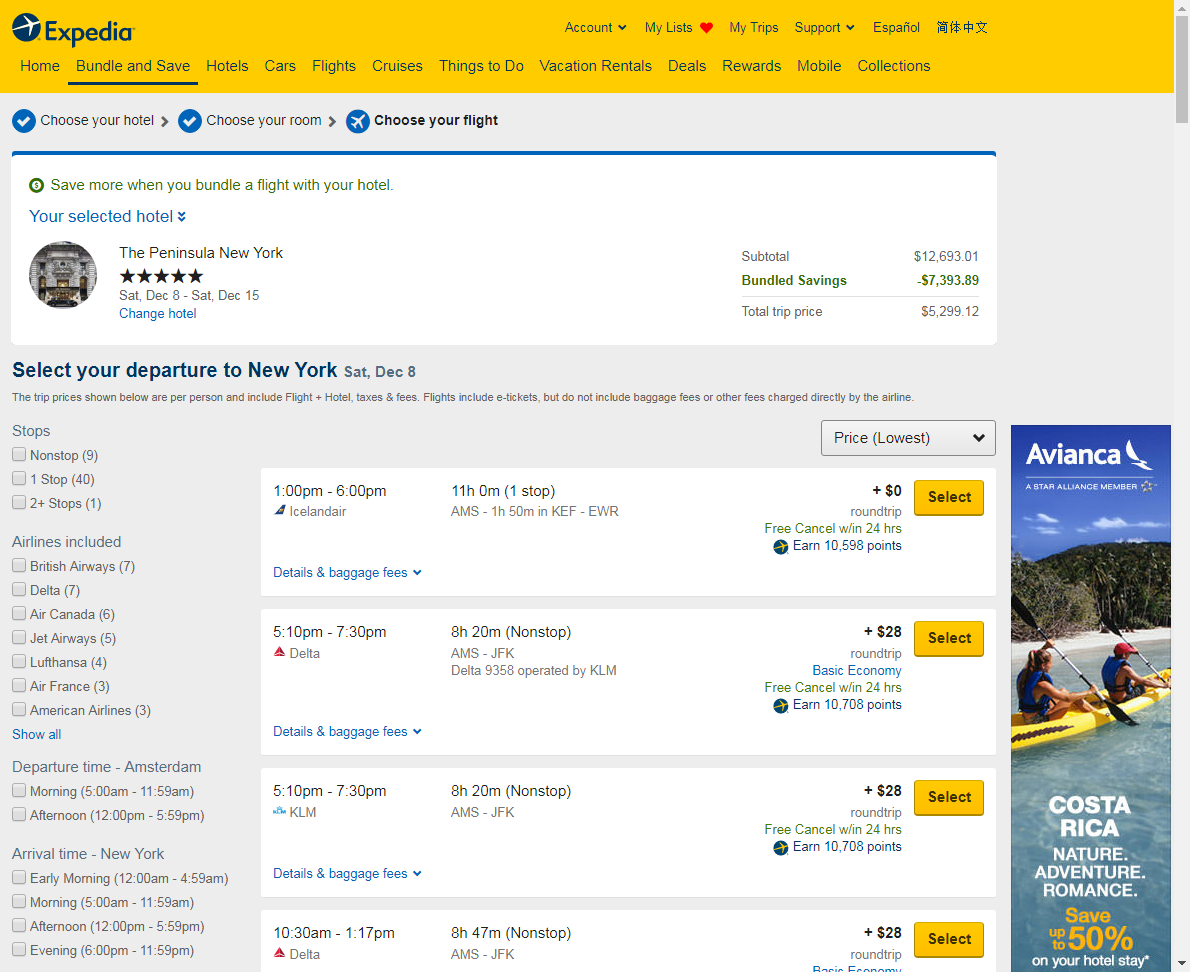 Expedia
Account
My Lists
My Trips
Support
Español
简体中文
Home
Bundle and Save
Hotels
Cars
Flights
Cruises
Things to Do
Vacation Rentals
Deals
Rewards
Mobile
Collections
Choose your hotel
Choose your room
Choose your flight
Save more when you bundle a flight with your hotel.
Your selected hotel
The Peninsula New York
Sat, Dec 8 - Sat, Dec 15
Change hotel
Subtotal $12,693.01
Bundled Savings -$7,393.89
Total trip price $5,299.12
Select your departure to New York Sat, Dec 8
The trip prices shown below are per person and include Flight + Hotel, taxes & fees. Flights include e-tickets, but do not include baggage fees or other fees charged directly by the airline.
Stops
Nonstop (9)
1 Stop (40)
2+ Stops (1)
Airlines included
British Airways (7)
Delta (7)
Air Canada (6)
Jet Airways (5)
Lufthansa (4)
Air France (3)
American Airlines (3)
Show all
Departure time - Amsterdam
Morning (5:00am - 11:59am)
Afternoon (12:00pm - 5:59pm)
Arrival time - New York
Early Morning (12:00am - 4:59am)
Morning (5:00am - 11:59am)
Afternoon (12:00pm - 5:59pm)
Evening (6:00pm - 11:59pm)
Price (Lowest)
1:00pm - 6:00pm
Icelandair
11h 0m (1 stop)
AMS - 1h 50m in KEF - EWR
+ $0
roundtrip
Free Cancel w/in 24 hrs
Earn 10,598 points
Select
Details & baggage fees
5:10pm - 7:30pm
Delta
8h 20m (Nonstop)
AMS - JFK
Delta 9358 operated by KLM
+ $28
roundtrip
Basic Economy
Free Cancel w/in 24 hrs
Earn 10,708 points
Select
Details & baggage fees
5:10pm - 7:30pm
KLM
8h 20m (Nonstop)
AMS - JFK
+ $28
roundtrip
Free Cancel w/in 24 hrs
Earn 10,708 points
Select
Details & baggage fees
10:30am - 1:17pm
Delta
8h 47m (Nonstop)
AMS - JFK
+ $28
roundtrip
Basic Economy
Select
Avianca
A STAR ALLIANCE MEMBER
COSTA
RICA
NATURE.
ADVENTURE.
ROMANCE.
Save
up to 50%
on your hotel stay*